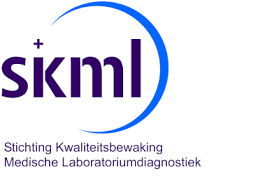 skml
Stichting Kwaliteitsbewaking
Medische Laboratoriumdiagnostiek